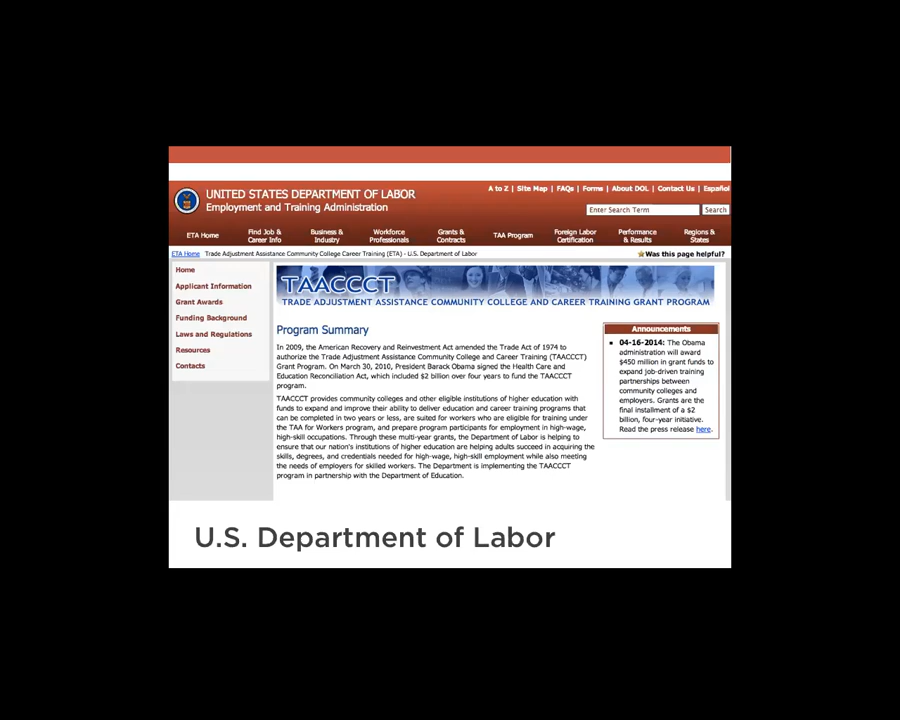 A to Z | Site Map | FAQs | Forms | About DOL | Contact Us | Español
UNITED STATES DEPARTMENT OF LABOR
Employment and Training Administration
Enter Search Term Search
ETA Home
Find Job & Career Info
Business & Industry
Workforce Professionals
Grants & Contracts
TAA Program
Foreign Labor Certification
Performance & Results
Regions & States
ETA Home Trade Adjustment Assistance Community College Career Training (ETA) - U.S. Department of Labor
Was this page helpful?
Home
Applicant Information
Grant Awards
Funding Background
Laws and Regulations
Resources
Contacts
TAACCCT
TRADE ADJUSTMENT ASSISTANCE COMMUNITY COLLEGE AND CAREER TRAINING GRANT PROGRAM
Program Summary
In 2009, the American Recovery and Reinvestment Act amended the Trade Act of 1974 to
authorize the Trade Adjustment Assistance Community College and Career Training (TAACCCT)
Grant Program. On March 30, 2010, President Barack Obama signed the Health Care and
Education Reconciliation Act, which included $2 billion over four years to fund the TAACCCT
program.
TAACCCT provides community colleges and other eligible institutions of higher education with
funds to expand and improve their ability to deliver education and career training programs that
can be completed in two years or less, are suited for workers who are eligible for training under
the TAA for Workers program, and prepare program participants for employment in high-wage,
high-skill occupations. Through these multi-year grants, the Department of Labor is helping to
ensure that our nation's institutions of higher education are helping adults succeed in acquiring the
skills, degrees, and credentials needed for high-wage, high-skill employment while also meeting
the needs of employers for skilled workers. The Department is implementing the TAACCCT
program in partnership with the Department of Education.
Announcements
04-16-2014: The Obama
administration will award
$450 million in grant funds to
expand job-driven training
partnerships between
community colleges and
employers. Grants are the
final installment of a $2
billion, four-year initiative.
Read the press release here.
U.S. Department of Labor